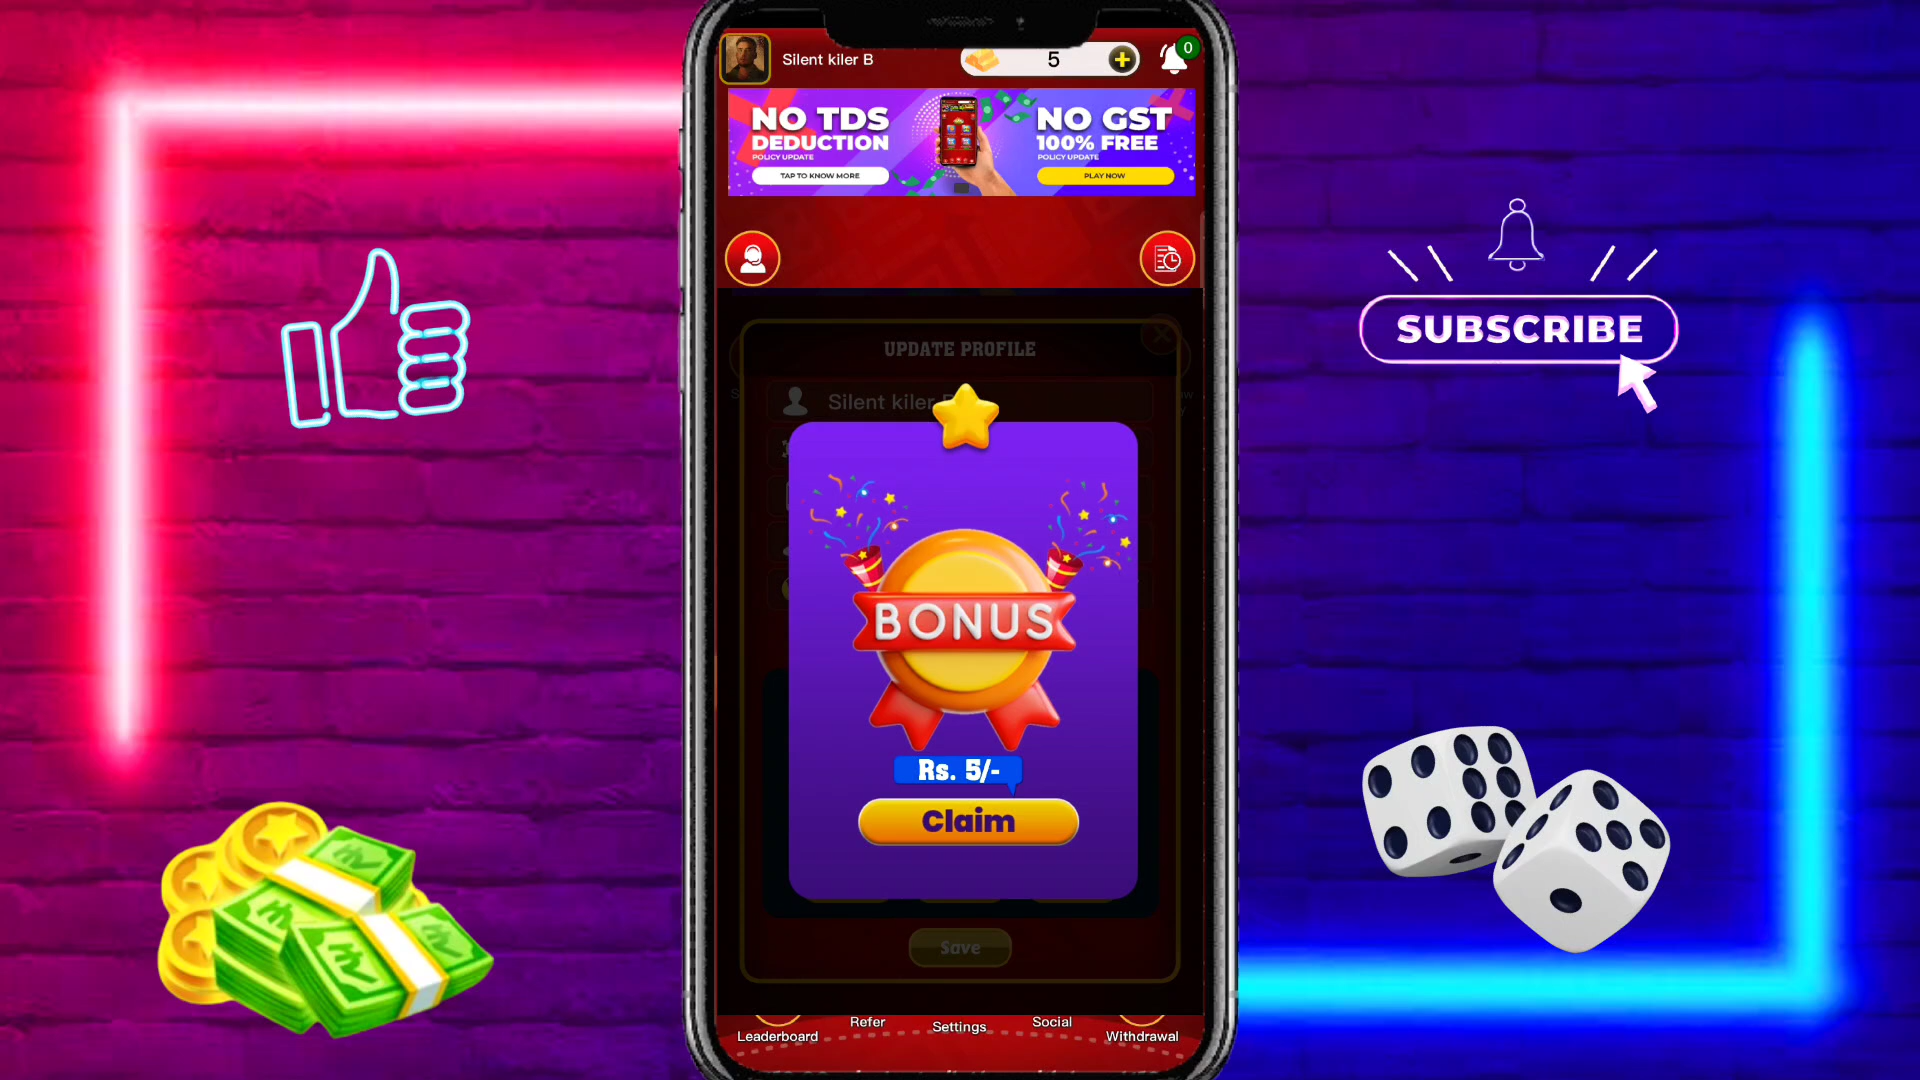 Silent kiler B
5
0
NO TDS
DEDUCTION
POLICY UPDATE
TAP TO KNOW MORE
NO GST
100% FREE
POLICY UPDATE
PLAY NOW
SUBSCRIBE
UPDATE PROFILE
Silent kiler
BONUS
Rs. 5/-
Claim
Save
Leaderboard
Refer
Settings
Social
Withdrawal